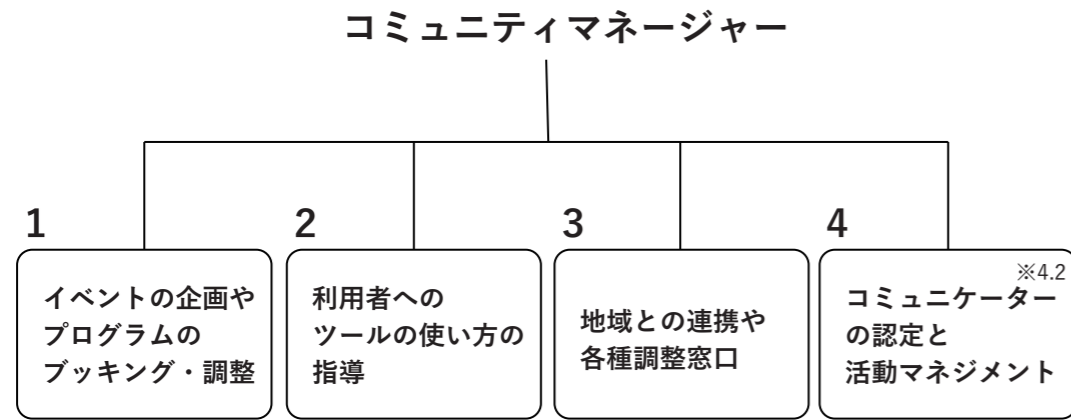 コミュニティマネージャー
1
イベントの企画や
プログラムの
ブッキング・調整
2
利用者への
ツールの使い方の
指導
3
地域との連携や
各種調整窓口
4
※4.2
コミュニケーター
の認定と
活動マネジメント